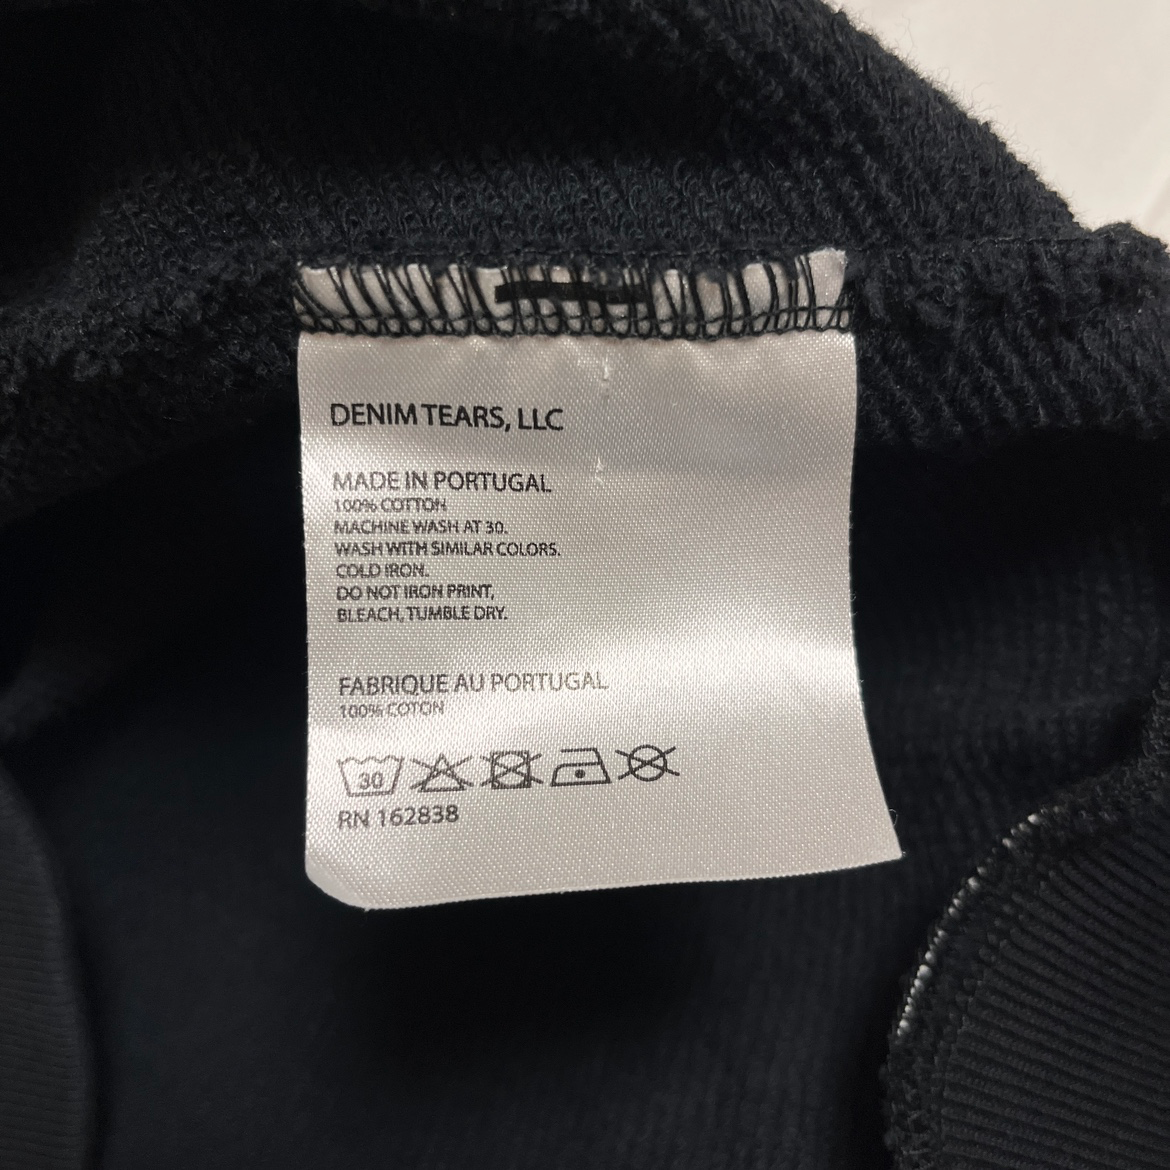 DENIM TEARS, LLC
MADE IN PORTUGAL
100% COTTON
MACHINE WASH AT 30.
WASH WITH SIMILAR COLORS.
COLD IRON.
DO NOT IRON PRINT,
BLEACH, TUMBLE DRY.
FABRIQUE AU PORTUGAL
100% COTON
30
RN 162838